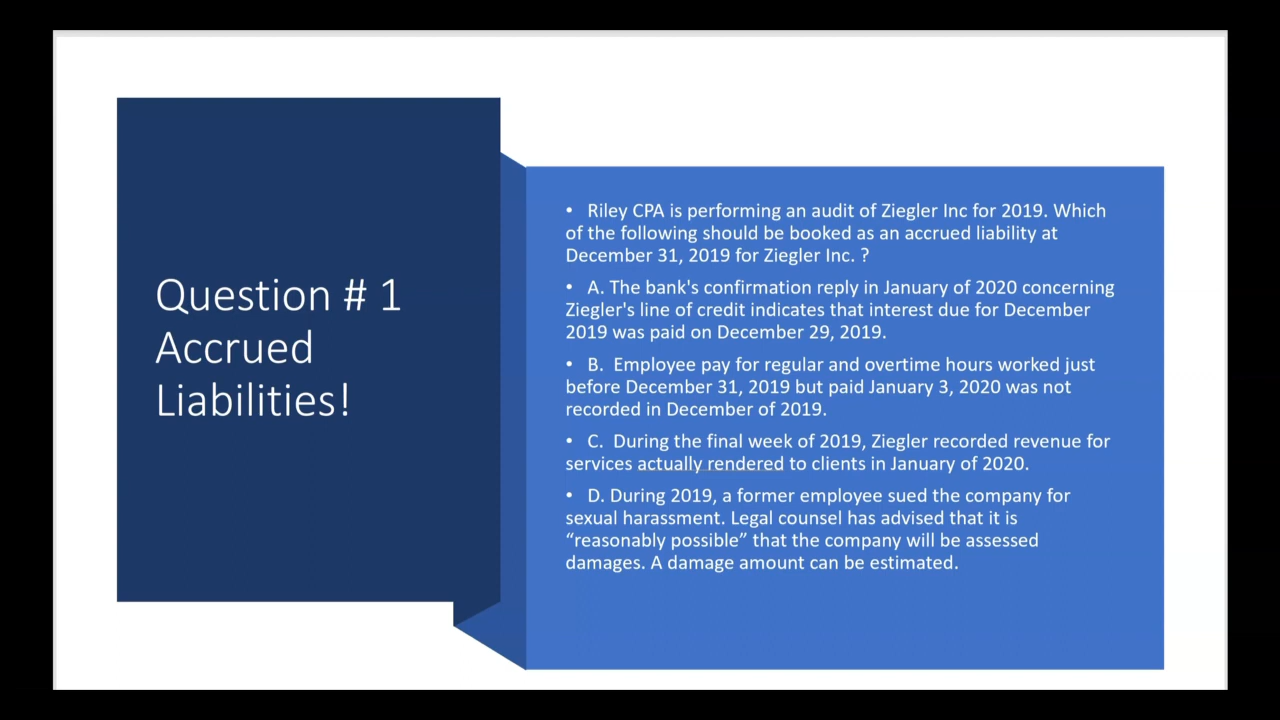 Question # 1
Accrued
Liabilities!
• Riley CPA is performing an audit of Ziegler Inc for 2019. Which
of the following should be booked as an accrued liability at
December 31, 2019 for Ziegler Inc. ?
• A. The bank's confirmation reply in January of 2020 concerning
Ziegler's line of credit indicates that interest due for December
2019 was paid on December 29, 2019.
• B. Employee pay for regular and overtime hours worked just
before December 31, 2019 but paid January 3, 2020 was not
recorded in December of 2019.
• C. During the final week of 2019, Ziegler recorded revenue for
services actually rendered to clients in January of 2020.
• D. During 2019, a former employee sued the company for
sexual harassment. Legal counsel has advised that it is
“reasonably possible” that the company will be assessed
damages. A damage amount can be estimated.